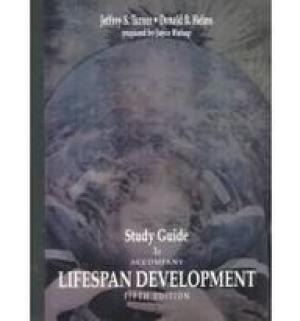 Jeffrey S. Turner • Donald B. Helms
prepared by Joyce Bishop
Study Guide
To
ACCOMPANY
LIFESPAN DEVELOPMENT
FIFTH EDITION